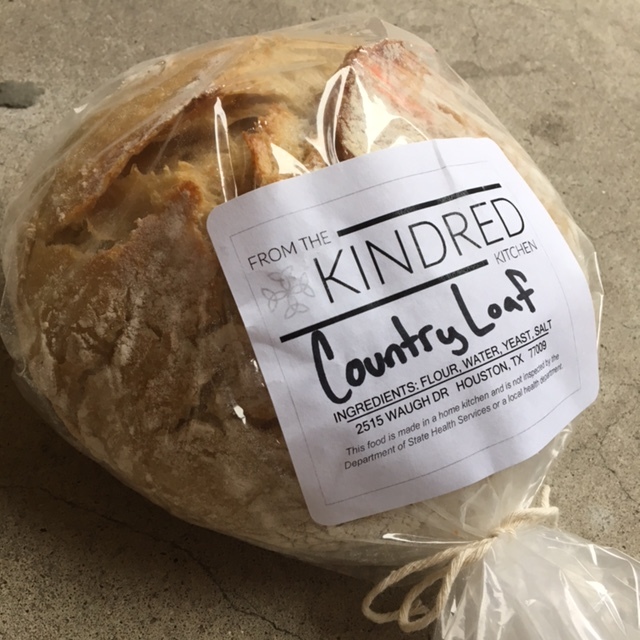 FROM THE
KINDRED
KITCHEN
Country Loaf
INGREDIENTS: FLOUR, WATER, YEAST, SALT
2515 WAUGH DR HOUSTON, TX 77009
This food is made in a home kitchen and is not inspected by the
Department of State Health Services or a local health department.